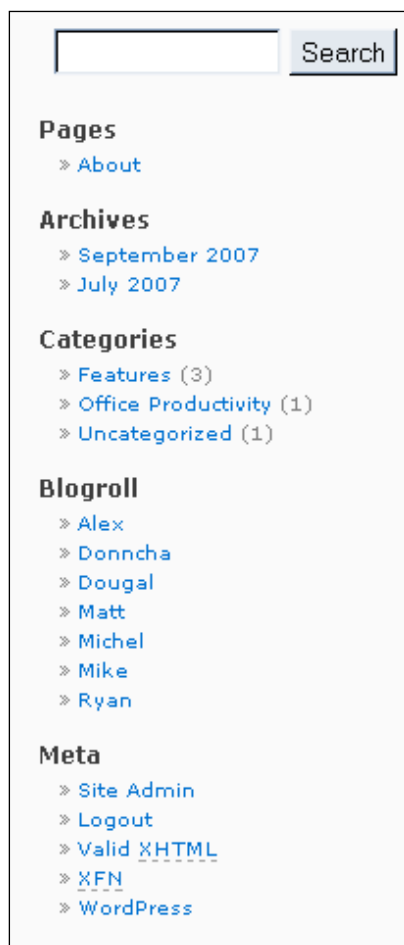 Search
Pages
» About
Archives
» September 2007
» July 2007
Categories
» Features (3)
» Office Productivity (1)
» Uncategorized (1)
Blogroll
» Alex
» Donncha
» Dougal
» Matt
» Michel
» Mike
» Ryan
Meta
» Site Admin
» Logout
» Valid XHTML
» XFN
» WordPress